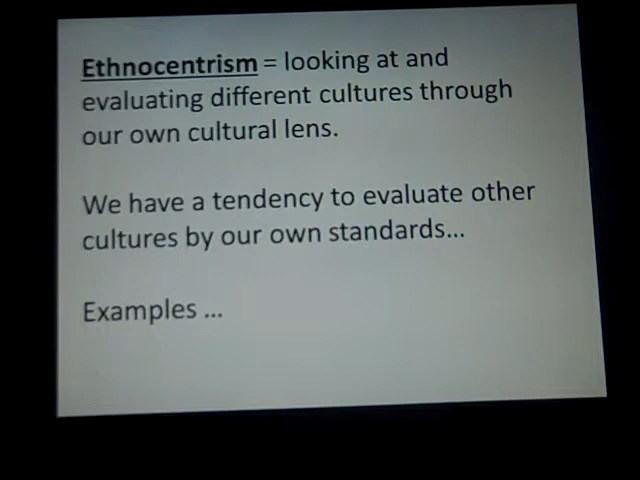 Ethnocentrism = looking at and
evaluating different cultures through
our own cultural lens.
We have a tendency to evaluate other
cultures by our own standards...
Examples ...